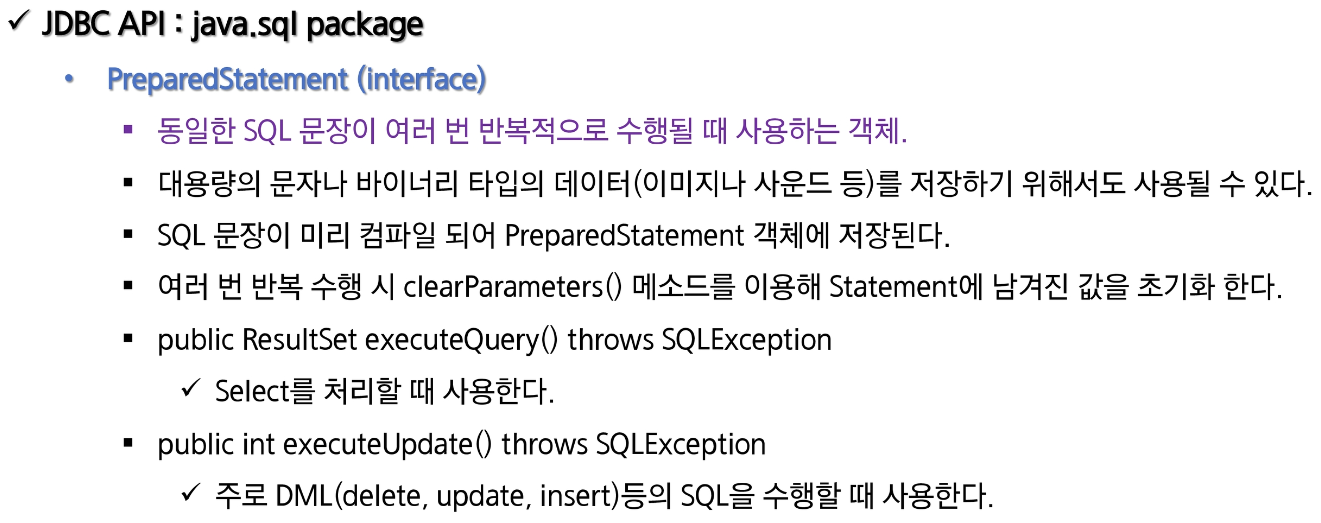 ✓ JDBC API : java.sql package
• PreparedStatement (interface)
▪ 동일한 SQL 문장이 여러 번 반복적으로 수행될 때 사용하는 객체.
▪ 대용량의 문자나 바이너리 타입의 데이터(이미지나 사운드 등)를 저장하기 위해서도 사용될 수 있다.
▪ SQL 문장이 미리 컴파일 되어 PreparedStatement 객체에 저장된다.
▪ 여러 번 반복 수행 시 clearParameters() 메소드를 이용해 Statement에 남겨진 값을 초기화 한다.
▪ public ResultSet executeQuery() throws SQLException
✓ Select를 처리할 때 사용한다.
▪ public int executeUpdate() throws SQLException
✓ 주로 DML(delete, update, insert)등의 SQL을 수행할 때 사용한다.